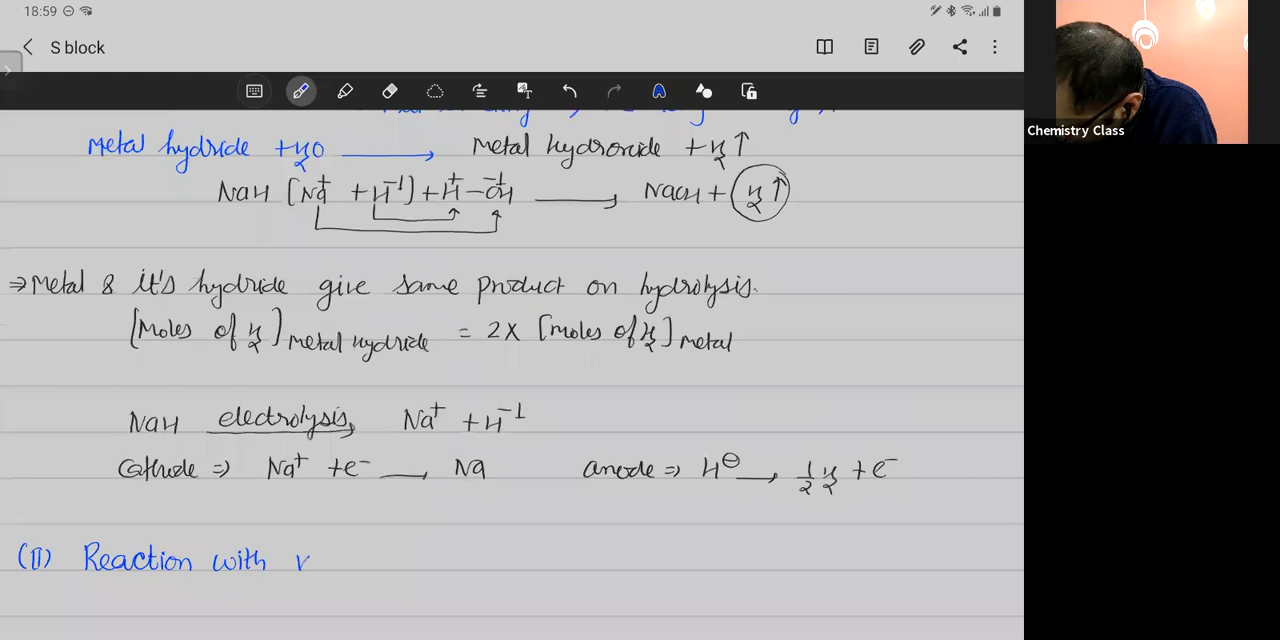 18:59
S block
Metal hydride + H₂O ⟶ Metal hydroxide + H₂↑
NaH [Na⁺ + H⁻¹] + H⁺–OH⁻¹ ⟶ NaOH + H₂↑
⇒ Metal & it's hydride give same product on hydrolysis.
[Moles of H₂] Metal hydride = 2× [moles of H₂] metal
NaH electrolysis Na⁺ + H⁻¹
Cathode ⇒ Na⁺ + e⁻ ⟶ Na anode ⇒ H⊖ ⟶ 1/2 H₂ + e⁻
(II) Reaction with
Chemistry Class